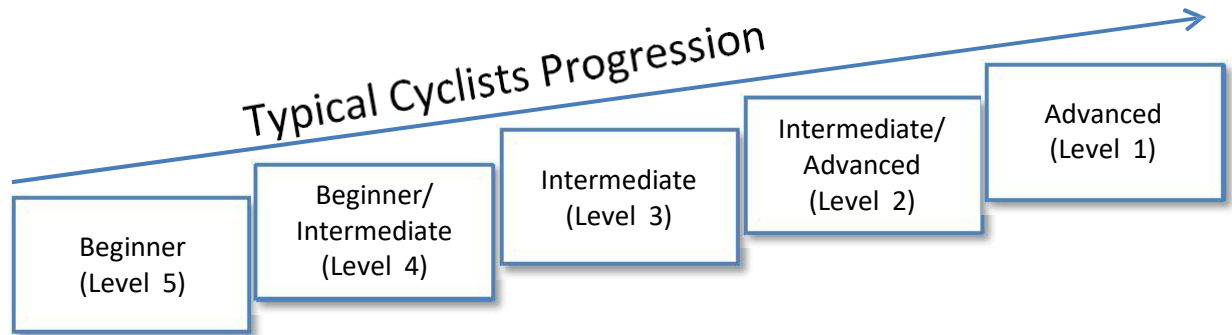 Typical Cyclists Progression
Beginner
(Level 5)
Beginner/
Intermediate
(Level 4)
Intermediate
(Level 3)
Intermediate/
Advanced
(Level 2)
Advanced
(Level 1)